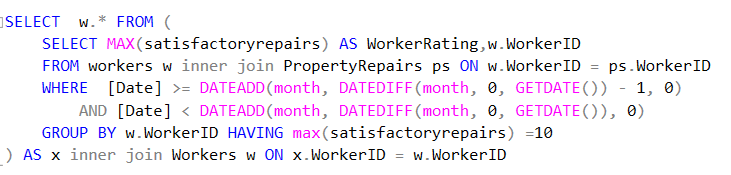 SELECT w.* FROM (
SELECT MAX(satisfactoryrepairs) AS WorkerRating,w.WorkerID
FROM workers w inner join PropertyRepairs ps ON w.WorkerID = ps.WorkerID
WHERE [Date] >= DATEADD(month, DATEDIFF(month, 0, GETDATE()) - 1, 0)
AND [Date] < DATEADD(month, DATEDIFF(month, 0, GETDATE()), 0)
GROUP BY w.WorkerID HAVING max(satisfactoryrepairs) =10
) AS x inner join Workers w ON x.WorkerID = w.WorkerID